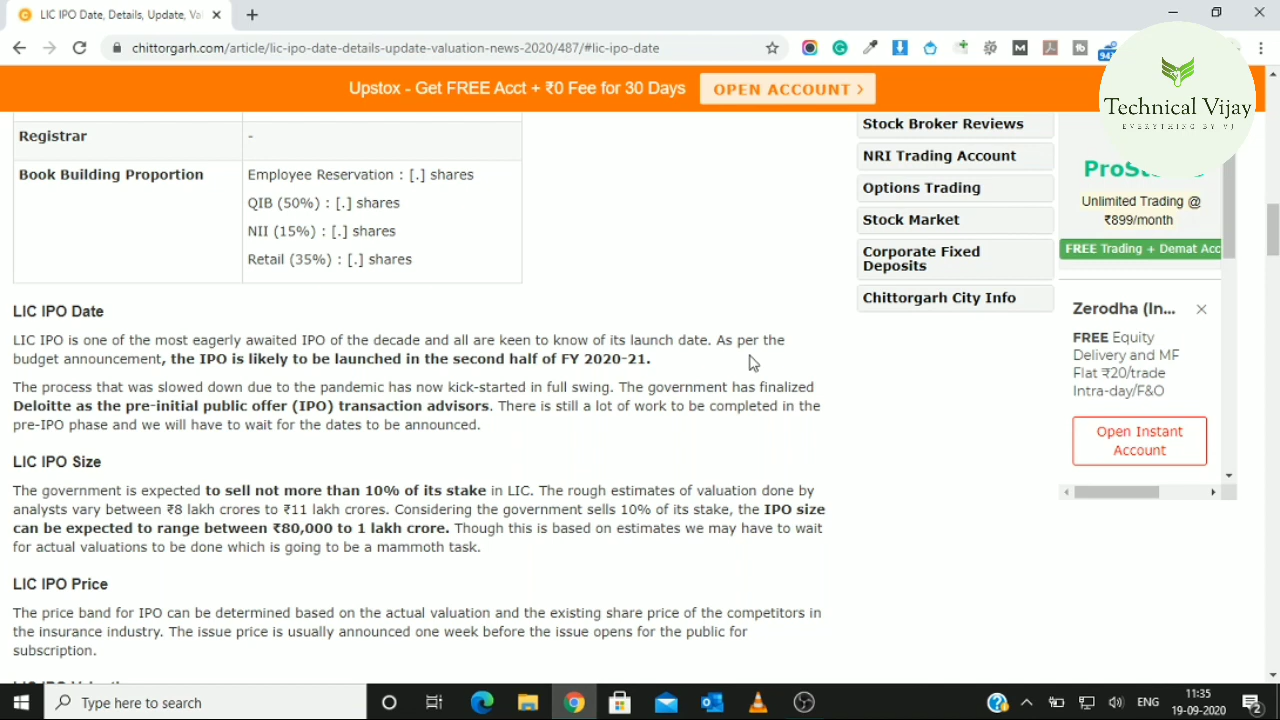 LIC IPO Date, Details, Update, Va
chittorgarh.com/article/lic-ipo-date-details-update-valuation-news-2020/487/#lic-ipo-date
Upstox - Get FREE Acct + ₹0 Fee for 30 Days
OPEN ACCOUNT >
Technical Vijay
EVERYTHING BY VJ
Registrar
-
Book Building Proportion
Employee Reservation : [.] shares
QIB (50%) : [.] shares
NII (15%) : [.] shares
Retail (35%) : [.] shares
LIC IPO Date
LIC IPO is one of the most eagerly awaited IPO of the decade and all are keen to know of its launch date. As per the
budget announcement, the IPO is likely to be launched in the second half of FY 2020-21.
The process that was slowed down due to the pandemic has now kick-started in full swing. The government has finalized
Deloitte as the pre-initial public offer (IPO) transaction advisors. There is still a lot of work to be completed in the
pre-IPO phase and we will have to wait for the dates to be announced.
LIC IPO Size
The government is expected to sell not more than 10% of its stake in LIC. The rough estimates of valuation done by
analysts vary between ₹8 lakh crores to ₹11 lakh crores. Considering the government sells 10% of its stake, the IPO size
can be expected to range between ₹80,000 to 1 lakh crore. Though this is based on estimates we may have to wait
for actual valuations to be done which is going to be a mammoth task.
LIC IPO Price
The price band for IPO can be determined based on the actual valuation and the existing share price of the competitors in
the insurance industry. The issue price is usually announced one week before the issue opens for the public for
subscription.
Stock Broker Reviews
NRI Trading Account
Options Trading
Stock Market
Corporate Fixed
Deposits
Chittorgarh City Info
Unlimited Trading @
₹899/month
FREE Trading + Demat Acc
Zerodha (In...
FREE Equity
Delivery and MF
Flat ₹20/trade
Intra-day/F&O
Open Instant
Account
Type here to search
ENG
11:35
19-09-2020
2